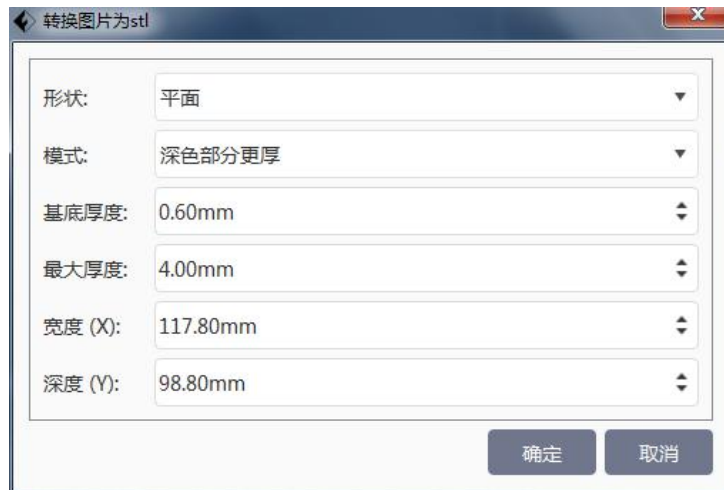 转换图片为stl
形状: 平面
模式: 深色部分更厚
基底厚度: 0.60mm
最大厚度: 4.00mm
宽度 (X): 117.80mm
深度 (Y): 98.80mm
确定 取消